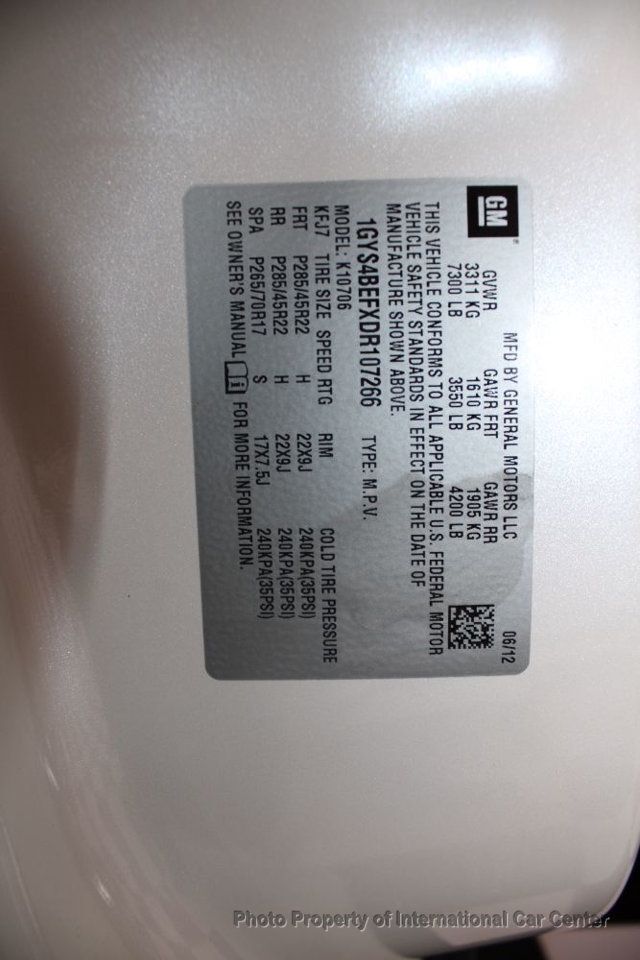 GM
MFD BY GENERAL MOTORS LLC 06/12
GVWR GAWR FRT GAWR RR
3311 KG 1610 KG 1905 KG
7300 LB 3550 LB 4200 LB
THIS VEHICLE CONFORMS TO ALL APPLICABLE U.S. FEDERAL MOTOR
VEHICLE SAFETY STANDARDS IN EFFECT ON THE DATE OF
MANUFACTURE SHOWN ABOVE.
1GYS4BEFXDR107266 TYPE: M.P.V.
MODEL: K10706
KFJ7 TIRE SIZE SPEED RTG RIM COLD TIRE PRESSURE
FRT P285/45R22 H 22X9J 240KPA(35PSI)
RR P285/45R22 H 22X9J 240KPA(35PSI)
SPA P265/70R17 S 17X7.5J 240KPA(35PSI)
SEE OWNER'S MANUAL FOR MORE INFORMATION.
Photo Property of International Car Center